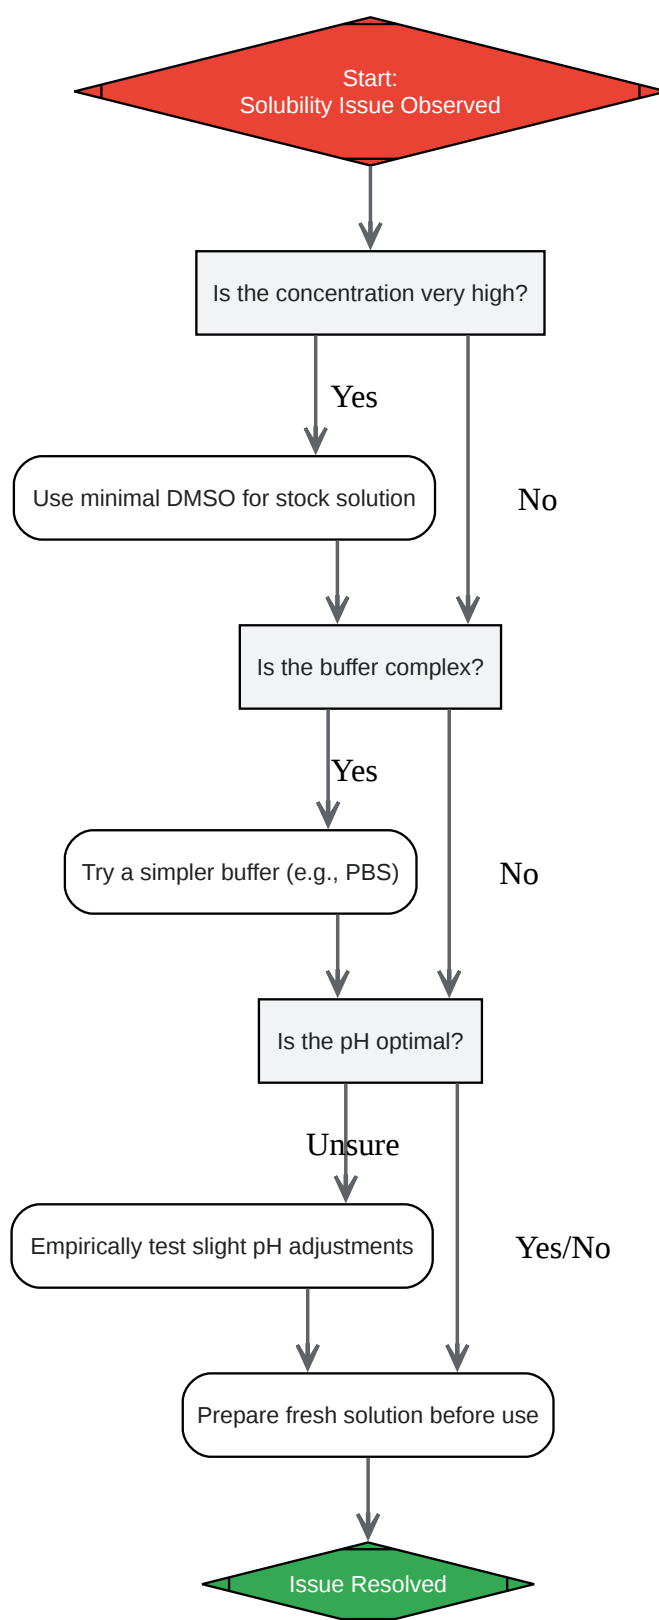 Start:
Solubility Issue Observed
Is the concentration very high?
Yes
Use minimal DMSO for stock solution
No
Is the buffer complex?
Yes
Try a simpler buffer (e.g., PBS)
No
Is the pH optimal?
Unsure
Empirically test slight pH adjustments
Yes/No
Prepare fresh solution before use
Issue Resolved